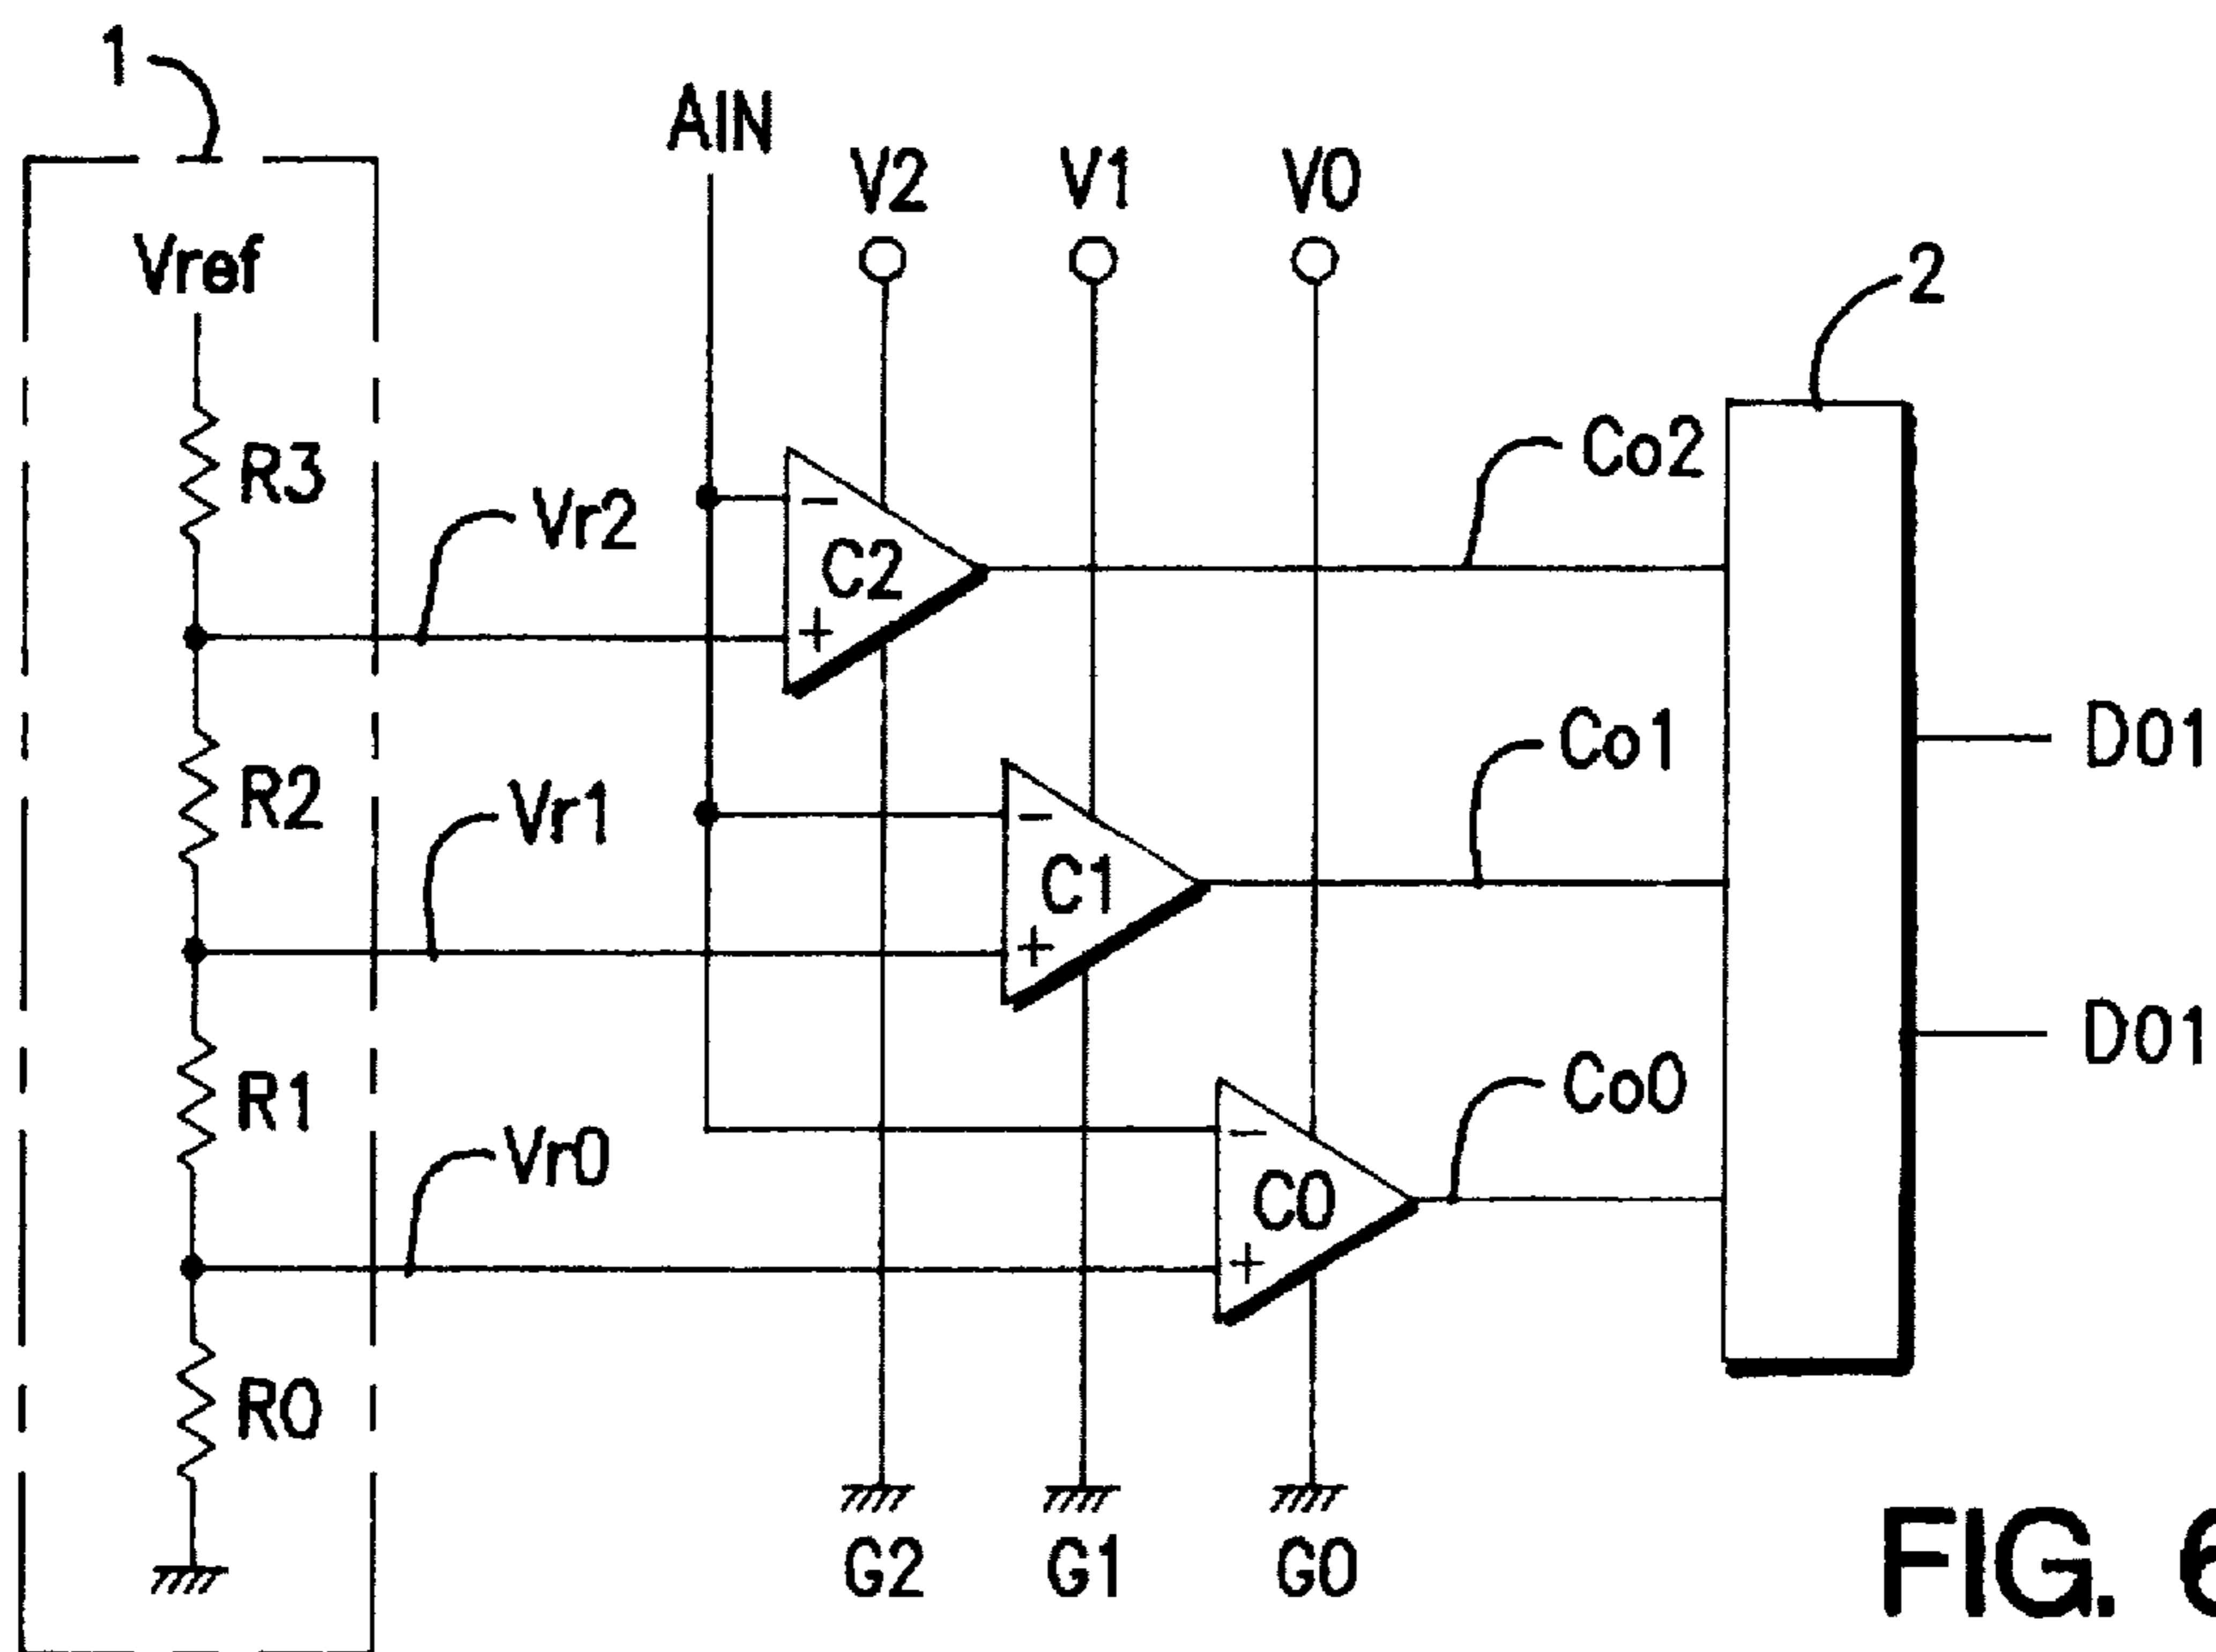 1
AIN
V2
V1
V0
Vref
2
R3
Vr2
-
C2
+
Co2
R2
Vr1
-
C1
+
Co1
D01
R1
Vr0
-
C0
+
Co0
D01
R0
G2
G1
G0
FIG. 6